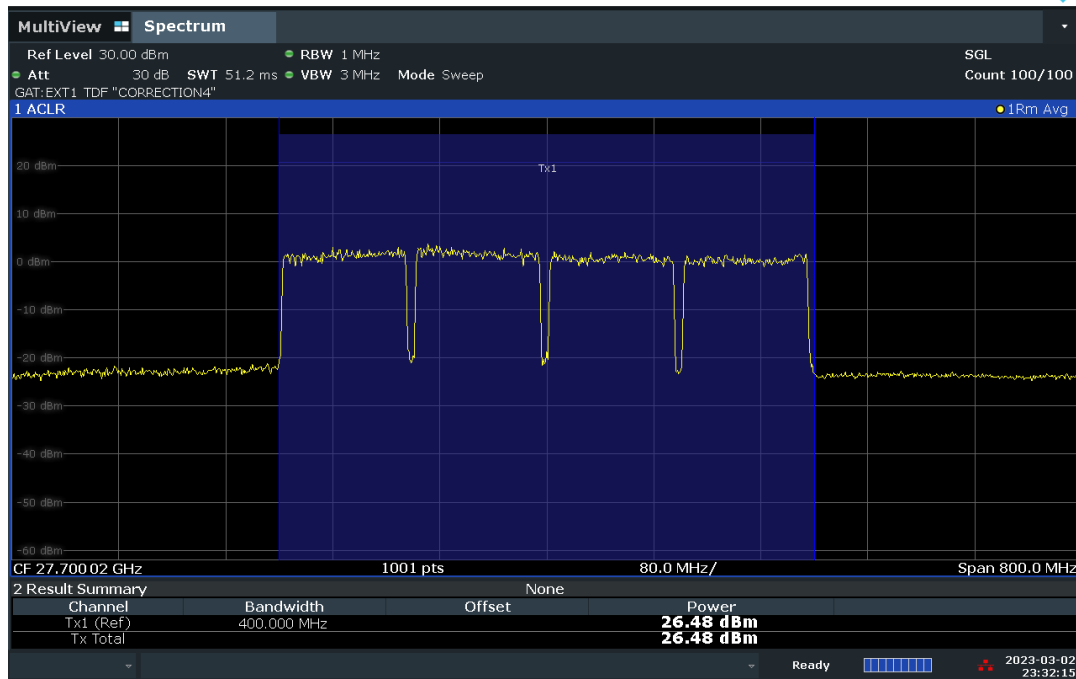 MultiView Spectrum
Ref Level 30.00 dBm RBW 1 MHz SGL
Att 30 dB SWT 51.2 ms VBW 3 MHz Mode Sweep Count 100/100
GAT:EXT1 TDF "CORRECTION4"
1 ACLR 1Rm Avg
Tx1
20 dBm
10 dBm
0 dBm
-10 dBm
-20 dBm
-30 dBm
-40 dBm
-50 dBm
-60 dBm
CF 27.700 02 GHz 1001 pts 80.0 MHz/ Span 800.0 MHz
2 Result Summary None
Channel Bandwidth Offset Power
Tx1 (Ref) 400.000 MHz 26.48 dBm
Tx Total 26.48 dBm
Ready 2023-03-02
23:32:15